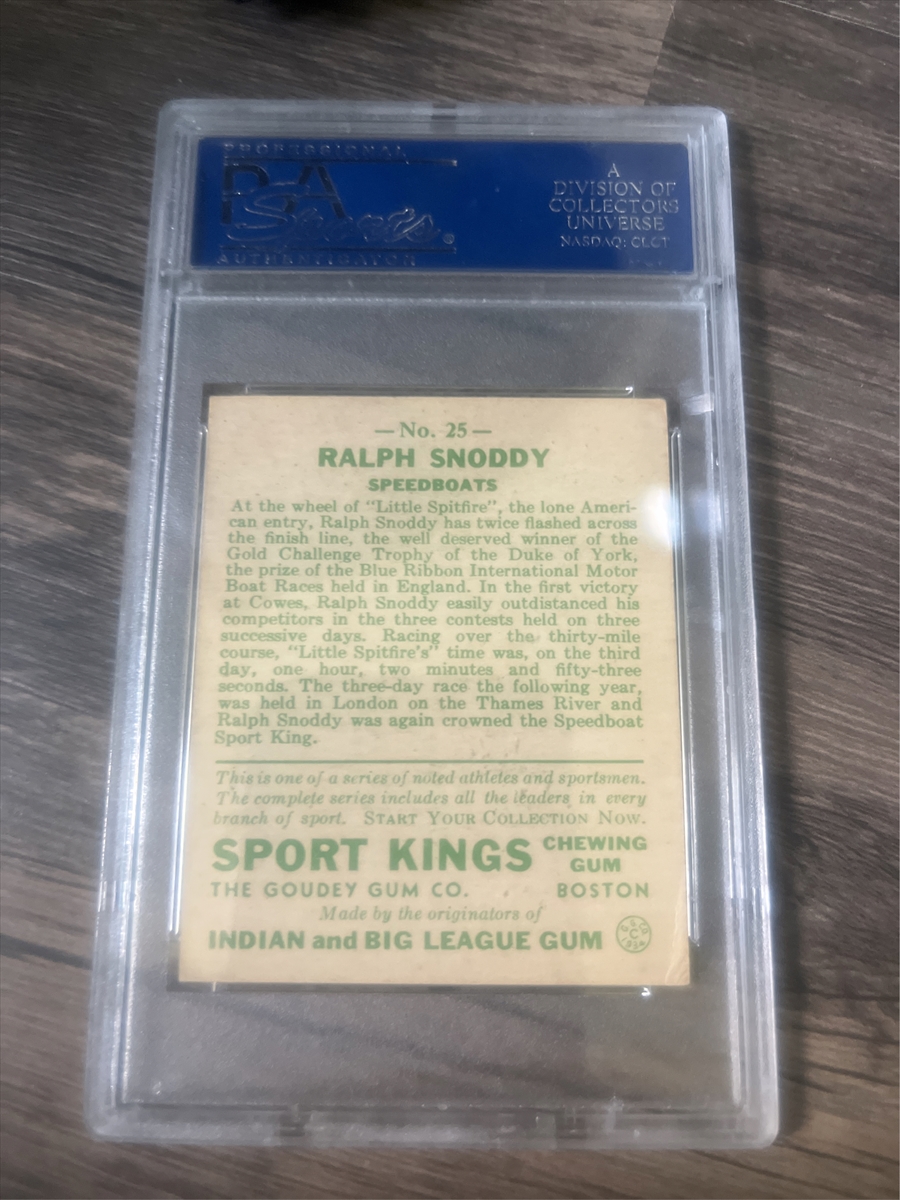 PROFESSIONAL
PSA
Sports®
AUTHENTICATOR
A
DIVISION OF
COLLECTORS
UNIVERSE
NASDAQ: CLCT
— No. 25 —
RALPH SNODDY
SPEEDBOATS
At the wheel of "Little Spitfire", the lone Ameri-
can entry, Ralph Snoddy has twice flashed across
the finish line, the well deserved winner of the
Gold Challenge Trophy of the Duke of York,
the prize of the Blue Ribbon International Motor
Boat Races held in England. In the first victory
at Cowes, Ralph Snoddy easily outdistanced his
competitors in the three contests held on three
successive days. Racing over the thirty-mile
course, "Little Spitfire's" time was, on the third
day, one hour, two minutes and fifty-three
seconds. The three-day race the following year,
was held in London on the Thames River and
Ralph Snoddy was again crowned the Speedboat
Sport King.
This is one of a series of noted athletes and sportsmen.
The complete series includes all the leaders in every
branch of sport. START YOUR COLLECTION NOW.
SPORT KINGS CHEWING GUM
THE GOUDEY GUM CO. BOSTON
Made by the originators of
INDIAN and BIG LEAGUE GUM